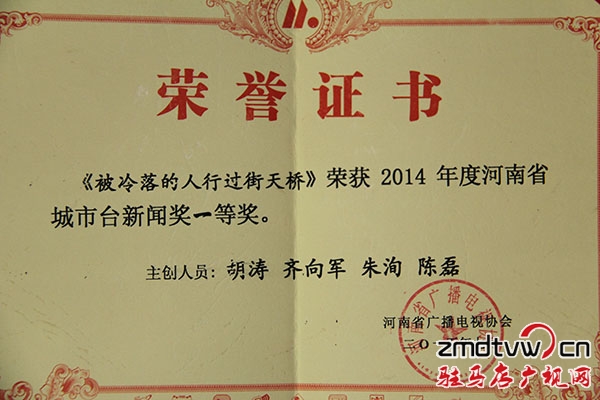 荣誉证书
《被冷落的人行过街天桥》荣获 2014 年度河南省
城市台新闻奖一等奖。
主创人员：胡涛 齐向军 朱洵 陈磊
河南省广播电视协会
zmdtvw.cn
驻马店广视网